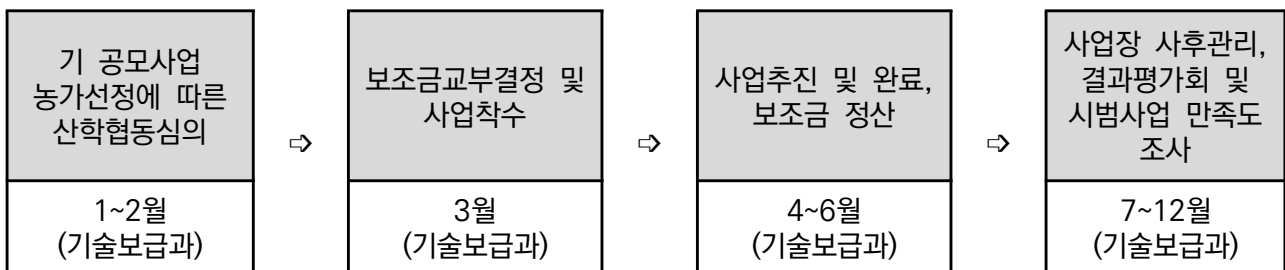 기 공모사업
농가선정에 따른
산학협동심의
1~2월
(기술보급과)
⇨
보조금교부결정 및
사업착수
3월
(기술보급과)
⇨
사업추진 및 완료,
보조금 정산
4~6월
(기술보급과)
⇨
사업장 사후관리,
결과평가회 및
시범사업 만족도
조사
7~12월
(기술보급과)